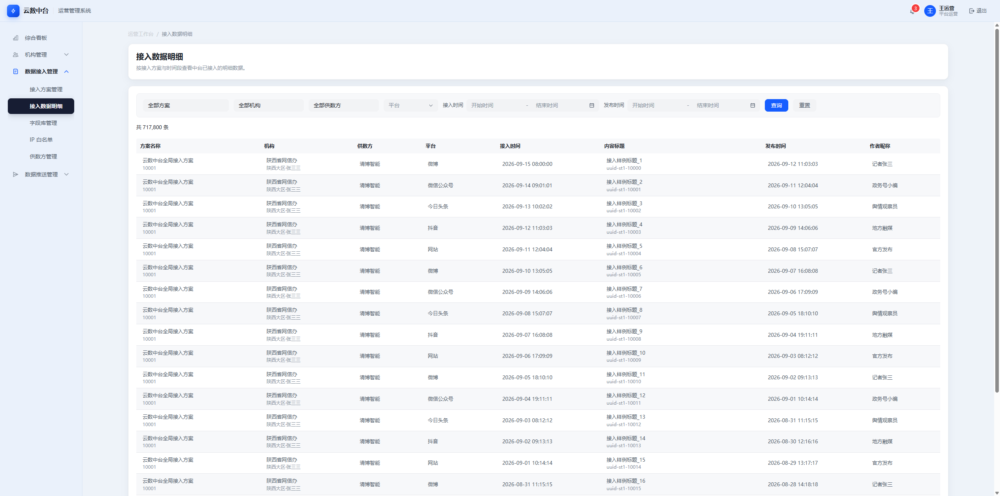 云数中台 运营管理系统 3 王 王运营 退出
平台运营
综合看板
机构管理
数据接入管理
接入方案管理
接入数据明细
字段库管理
IP 白名单
供数方管理
数据推送管理
运营工作台 / 接入数据明细
接入数据明细
按接入方案与时间段查看中台已接入的明细数据。
全部方案 全部机构 全部供数方 平台 接入时间 开始时间 - 结束时间 发布时间 开始时间 - 结束时间 查询 重置
共 717,800 条
方案名称 机构 供数方 平台 接入时间 内容标题 发布时间 作者昵称
云数中台全局接入方案 陕西省网信办 清博智能 微博 2026-09-15 08:00:00 接入样例标题_1 2026-09-12 11:03:03 记者张三
10001 陕西大区·张三三 uuid-st1-10000
云数中台全局接入方案 陕西省网信办 清博智能 微信公众号 2026-09-14 09:01:01 接入样例标题_2 2026-09-11 12:04:04 政务号小编
10001 陕西大区·张三三 uuid-st1-10001
云数中台全局接入方案 陕西省网信办 清博智能 今日头条 2026-09-13 10:02:02 接入样例标题_3 2026-09-10 13:05:05 舆情观察员
10001 陕西大区·张三三 uuid-st1-10002
云数中台全局接入方案 陕西省网信办 清博智能 抖音 2026-09-12 11:03:03 接入样例标题_4 2026-09-09 14:06:06 地方融媒
10001 陕西大区·张三三 uuid-st1-10003
云数中台全局接入方案 陕西省网信办 清博智能 网站 2026-09-11 12:04:04 接入样例标题_5 2026-09-08 15:07:07 官方发布
10001 陕西大区·张三三 uuid-st1-10004
云数中台全局接入方案 陕西省网信办 清博智能 微博 2026-09-10 13:05:05 接入样例标题_6 2026-09-07 16:08:08 记者张三
10001 陕西大区·张三三 uuid-st1-10005
云数中台全局接入方案 陕西省网信办 清博智能 微信公众号 2026-09-09 14:06:06 接入样例标题_7 2026-09-06 17:09:09 政务号小编
10001 陕西大区·张三三 uuid-st1-10006
云数中台全局接入方案 陕西省网信办 清博智能 今日头条 2026-09-08 15:07:07 接入样例标题_8 2026-09-05 18:10:10 舆情观察员
10001 陕西大区·张三三 uuid-st1-10007
云数中台全局接入方案 陕西省网信办 清博智能 抖音 2026-09-07 16:08:08 接入样例标题_9 2026-09-04 19:11:11 地方融媒
10001 陕西大区·张三三 uuid-st1-10008
云数中台全局接入方案 陕西省网信办 清博智能 网站 2026-09-06 17:09:09 接入样例标题_10 2026-09-03 08:12:12 官方发布
10001 陕西大区·张三三 uuid-st1-10009
云数中台全局接入方案 陕西省网信办 清博智能 微博 2026-09-05 18:10:10 接入样例标题_11 2026-09-02 09:13:13 记者张三
10001 陕西大区·张三三 uuid-st1-10010
云数中台全局接入方案 陕西省网信办 清博智能 微信公众号 2026-09-04 19:11:11 接入样例标题_12 2026-09-01 10:14:14 政务号小编
10001 陕西大区·张三三 uuid-st1-10011
云数中台全局接入方案 陕西省网信办 清博智能 今日头条 2026-09-03 08:12:12 接入样例标题_13 2026-08-31 11:15:15 舆情观察员
10001 陕西大区·张三三 uuid-st1-10012
云数中台全局接入方案 陕西省网信办 清博智能 抖音 2026-09-02 09:13:13 接入样例标题_14 2026-08-30 12:16:16 地方融媒
10001 陕西大区·张三三 uuid-st1-10013
云数中台全局接入方案 陕西省网信办 清博智能 网站 2026-09-01 10:14:14 接入样例标题_15 2026-08-29 13:17:17 官方发布
10001 陕西大区·张三三 uuid-st1-10014
云数中台全局接入方案 陕西省网信办 清博智能 微博 2026-08-31 11:15:15 接入样例标题_16 2026-08-28 14:18:18 记者张三
10001 陕西大区·张三三 uuid-st1-10015